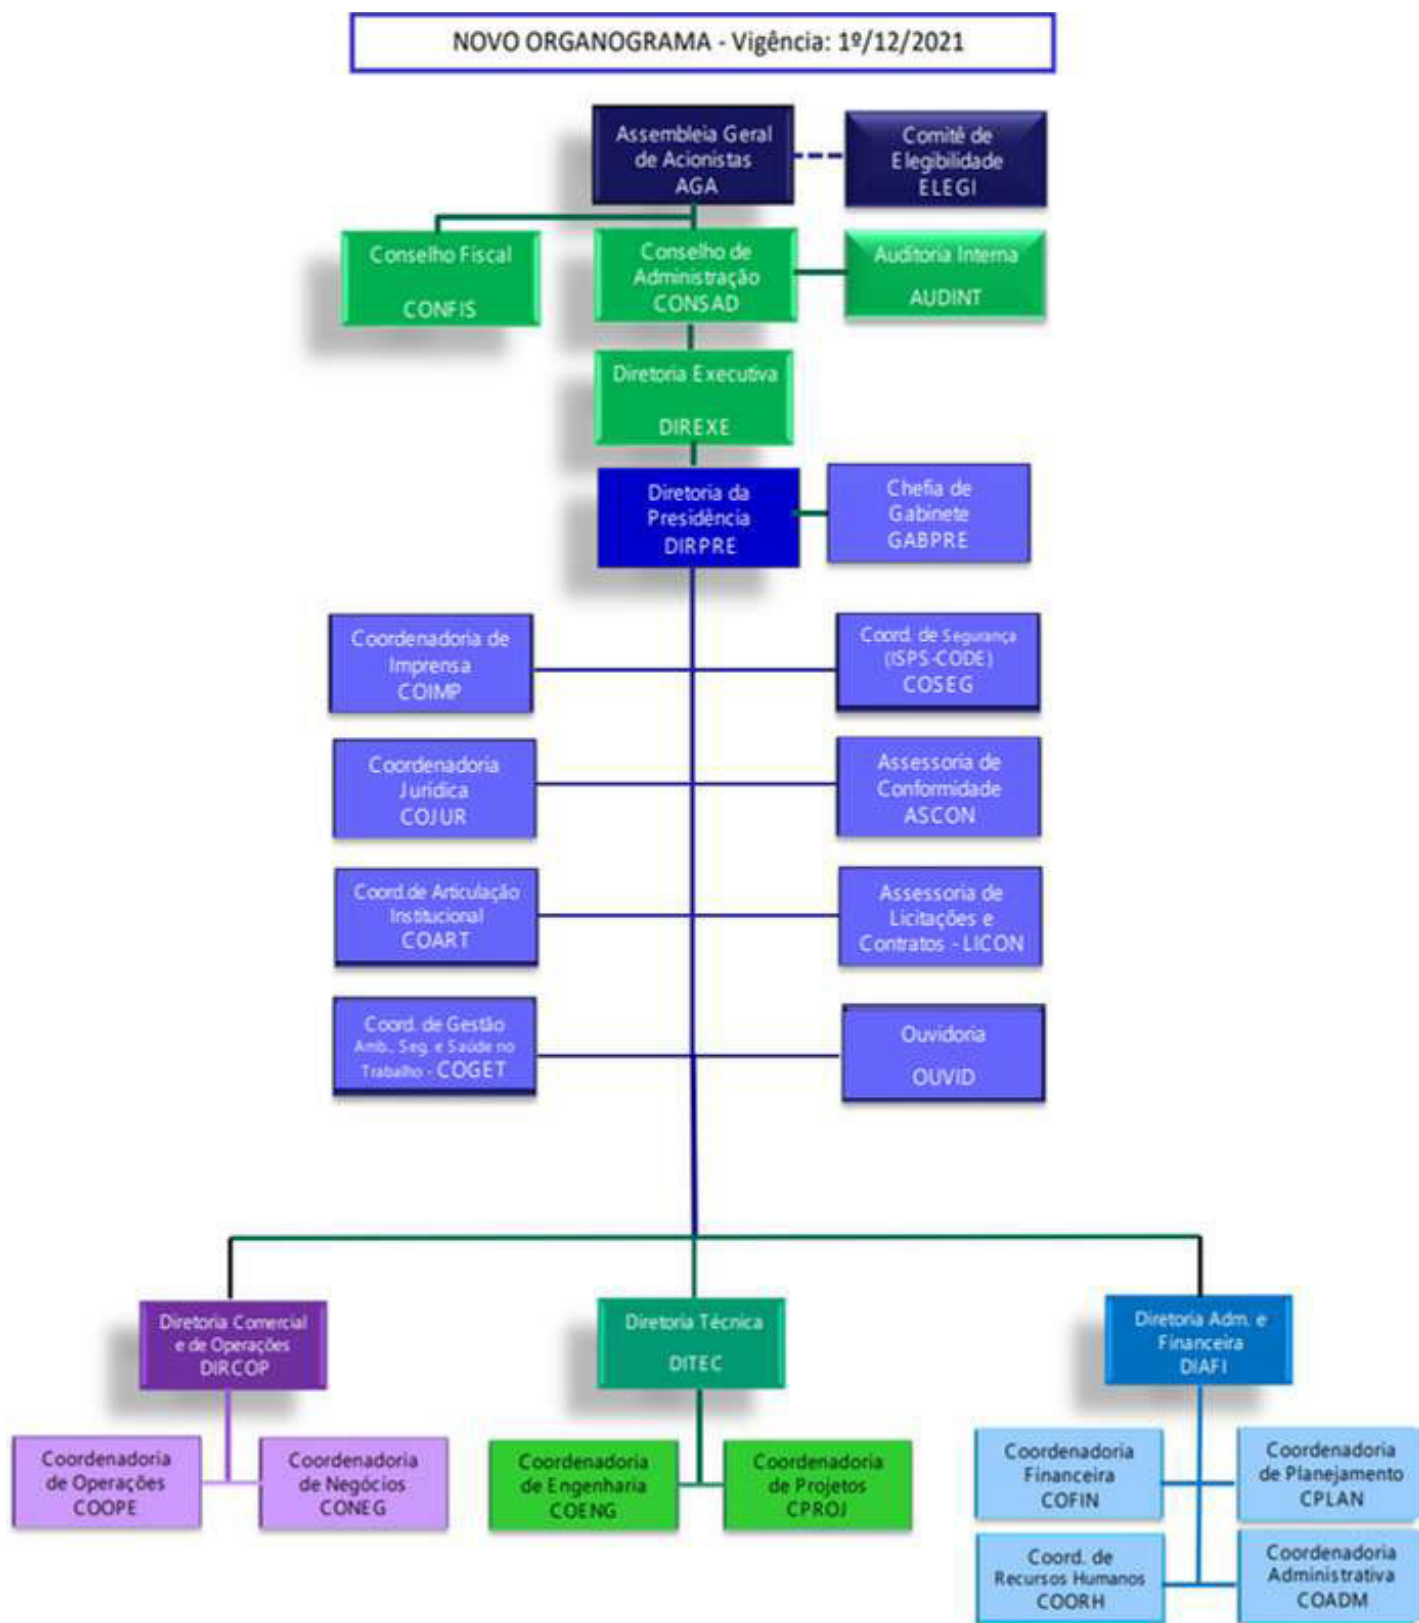 NOVO ORGANOGRAMA - Vigência: 1º/12/2021
Assembleia Geral
de Acionistas
AGA
Comitê de
Elegibilidade
ELEGI
Conselho Fiscal
CONFIS
Conselho de
Administração
CONSAD
Auditoria Interna
AUDINT
Diretoria Executiva
DIREXE
Diretoria da
Presidência
DIRPRE
Chefia de
Gabinete
GABPRE
Coordenadoria de
Imprensa
COIMP
Coord. de Segurança
(ISPS-CODE)
COSEG
Coordenadoria
Jurídica
COJUR
Assessoria de
Conformidade
ASCON
Coord.de Articulação
Institucional
COART
Assessoria de
Licitações e
Contratos - LICON
Coord. de Gestão
Amb., Seg. e Saúde no
Trabalho - COGET
Ouvidoria
OUVID
Diretoria Comercial
e de Operações
DIRCOP
Diretoria Técnica
DITEC
Diretoria Adm. e
Financeira
DIAFI
Coordenadoria
de Operações
COOPE
Coordenadoria
de Negócios
CONEG
Coordenadoria
de Engenharia
COENG
Coordenadoria
de Projetos
CPROJ
Coordenadoria
Financeira
COFIN
Coordenadoria
de Planejamento
CPLAN
Coord. de
Recursos Humanos
COORH
Coordenadoria
Administrativa
COADM